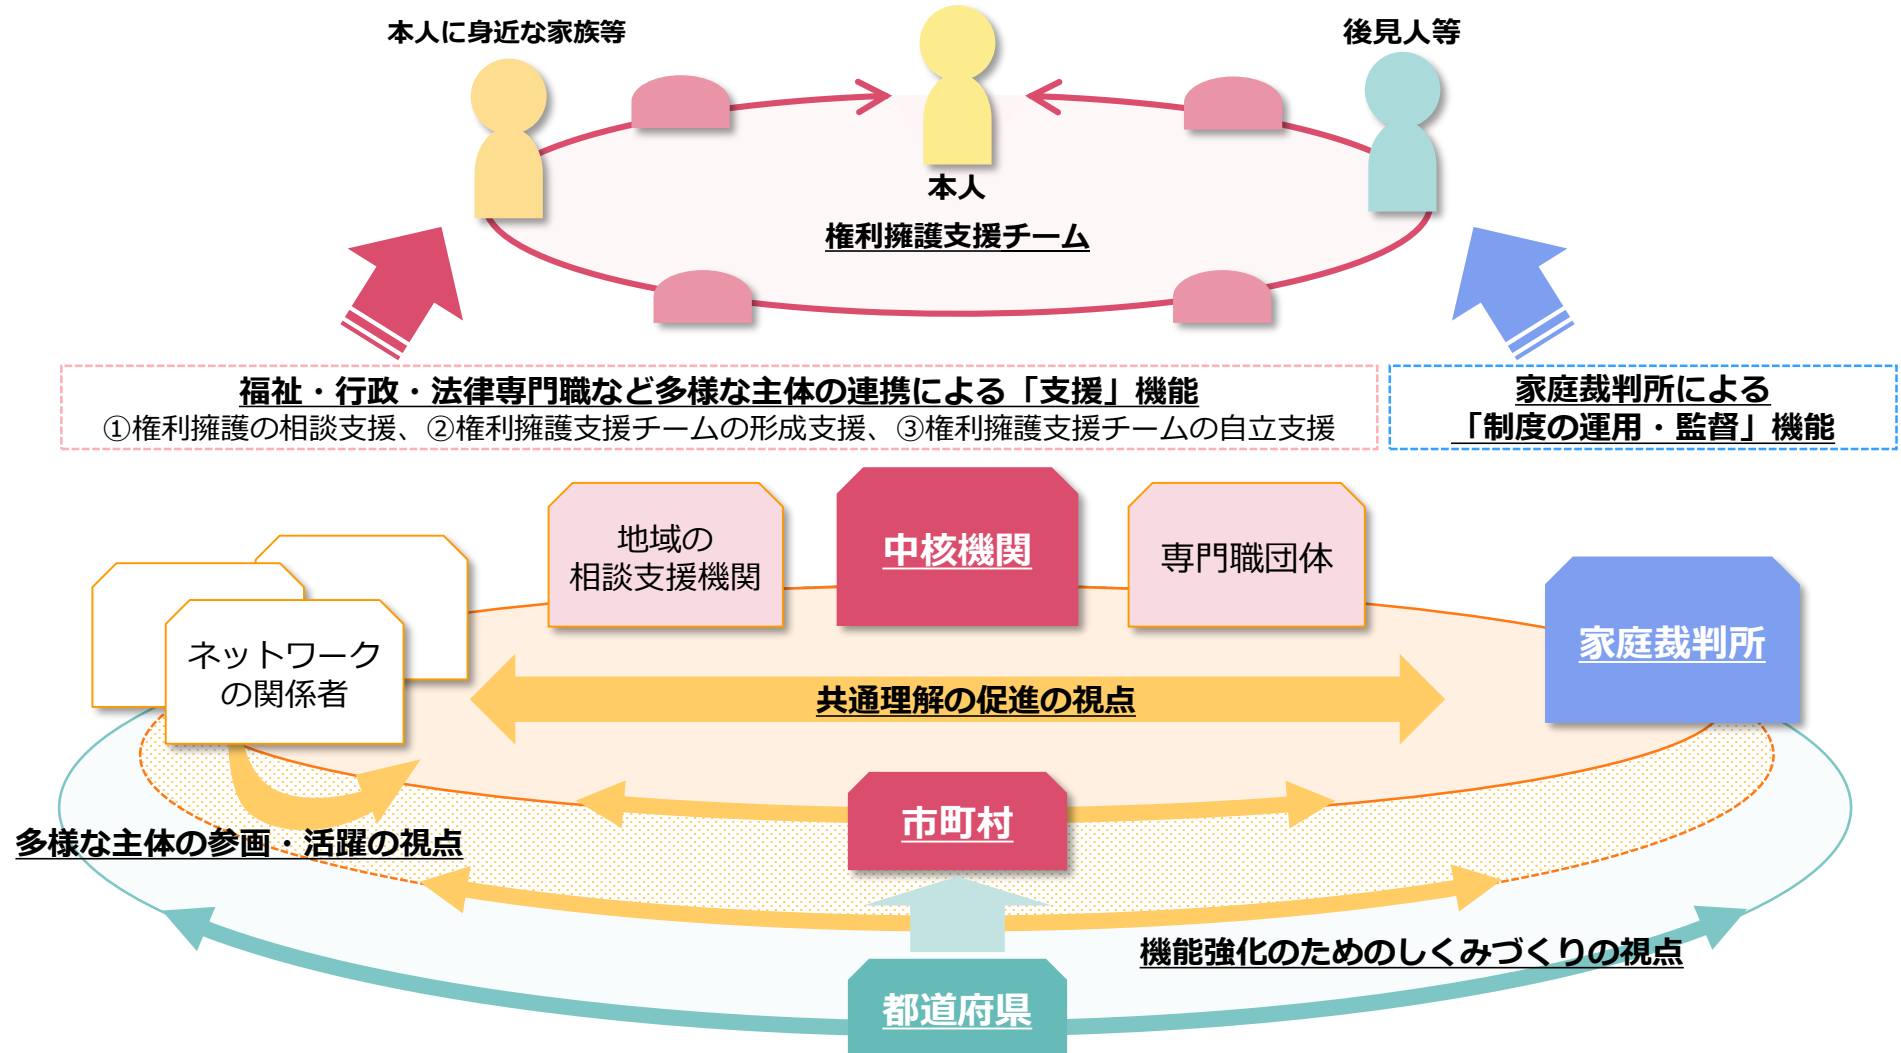 本人に身近な家族等
後見人等
本人
権利擁護支援チーム
福祉・行政・法律専門職など多様な主体の連携による「支援」機能
①権利擁護の相談支援、②権利擁護支援チームの形成支援、③権利擁護支援チームの自立支援
家庭裁判所による
「制度の運用・監督」機能
地域の
相談支援機関
中核機関
専門職団体
家庭裁判所
ネットワーク
の関係者
共通理解の促進の視点
市町村
多様な主体の参画・活躍の視点
機能強化のためのしくみづくりの視点
都道府県